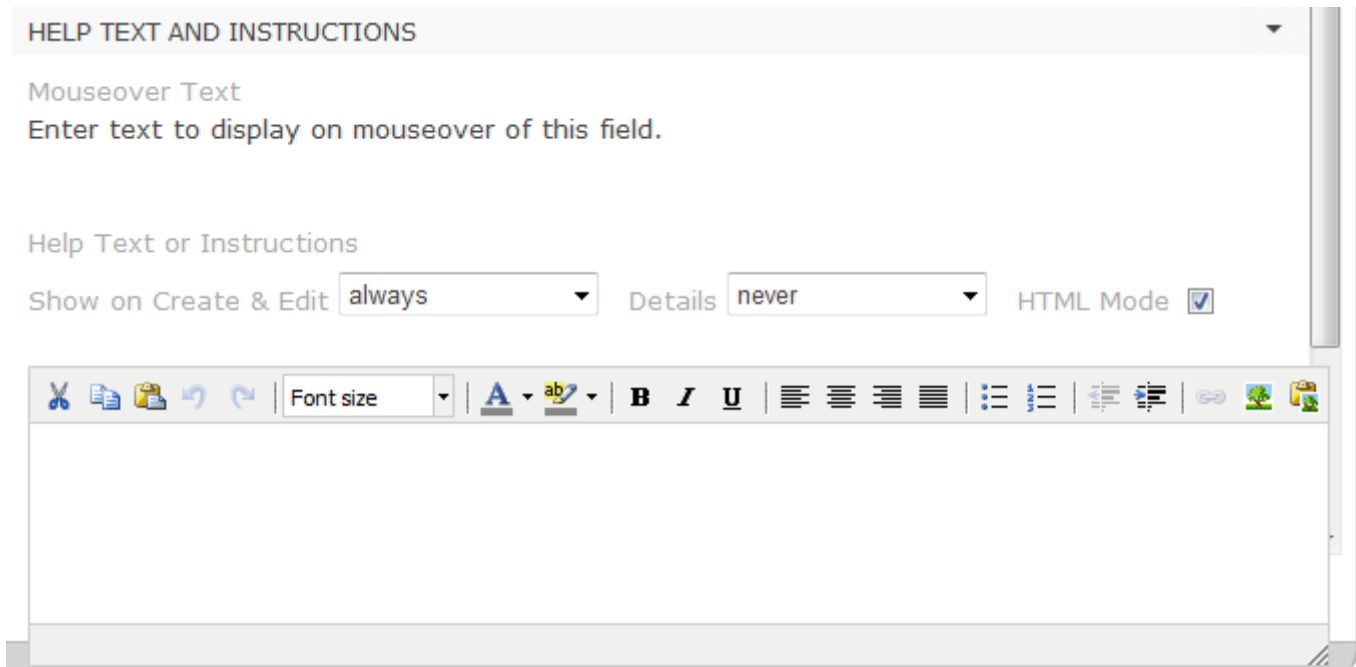 HELP TEXT AND INSTRUCTIONS
Mouseover Text
Enter text to display on mouseover of this field.
Help Text or Instructions
Show on Create & Edit always Details never HTML Mode
Font size A ab B I U